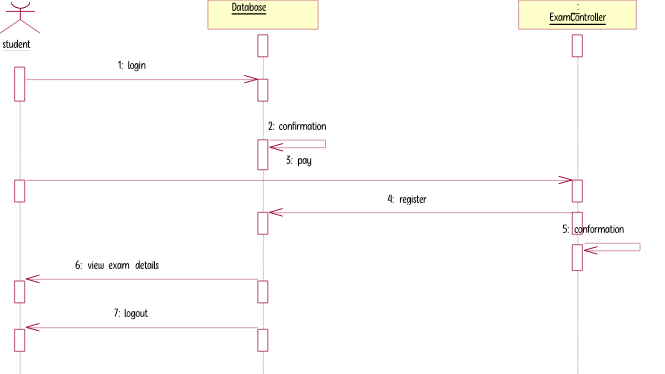 Database
:
ExamController
student
1: login
2: confirmation
3: pay
4: register
5: conformation
6: view exam details
7: logout